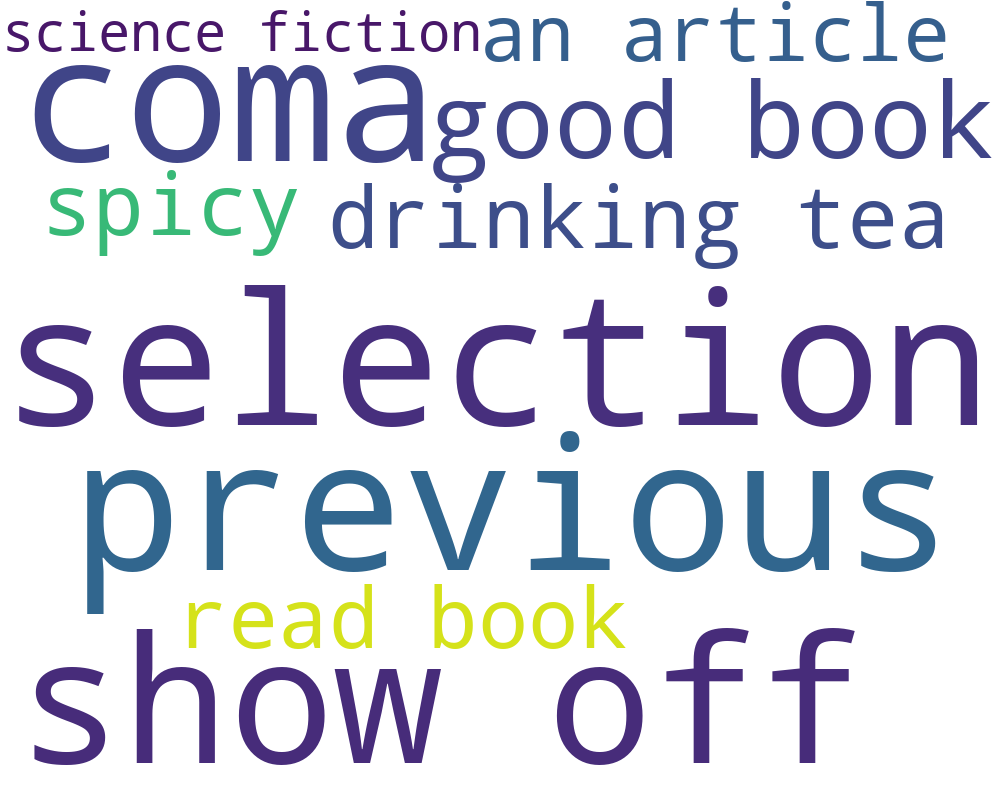 science fiction
an article
coma
good book
spicy
drinking tea
selection
previous
read book
show off